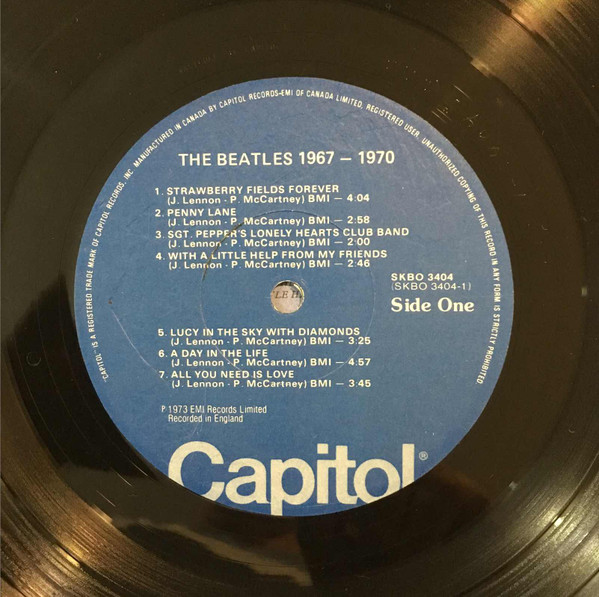 "CAPITOL" IS A REGISTERED TRADE MARK OF CAPITOL RECORDS, INC. MANUFACTURED IN CANADA BY CAPITOL RECORDS-EMI OF CANADA LIMITED, REGISTERED USER. UNAUTHORIZED COPYING OF THIS RECORD IN ANY FORM IS STRICTLY PROHIBITED
THE BEATLES 1967 – 1970
1. STRAWBERRY FIELDS FOREVER
(J. Lennon - P. McCartney) BMI — 4:04
2. PENNY LANE
(J. Lennon - P. McCartney) BMI — 2:58
3. SGT. PEPPER'S LONELY HEARTS CLUB BAND
(J. Lennon - P. McCartney) BMI — 2:00
4. WITH A LITTLE HELP FROM MY FRIENDS
(J. Lennon - P. McCartney) BMI — 2:46
SKBO 3404
(SKBO 3404-1)
Side One
5. LUCY IN THE SKY WITH DIAMONDS
(J. Lennon - P. McCartney) BMI — 3:25
6. A DAY IN THE LIFE
(J. Lennon - P. McCartney) BMI — 4:57
7. ALL YOU NEED IS LOVE
(J. Lennon - P. McCartney) BMI — 3:45
P 1973 EMI Records Limited
Recorded in England
Capitol®